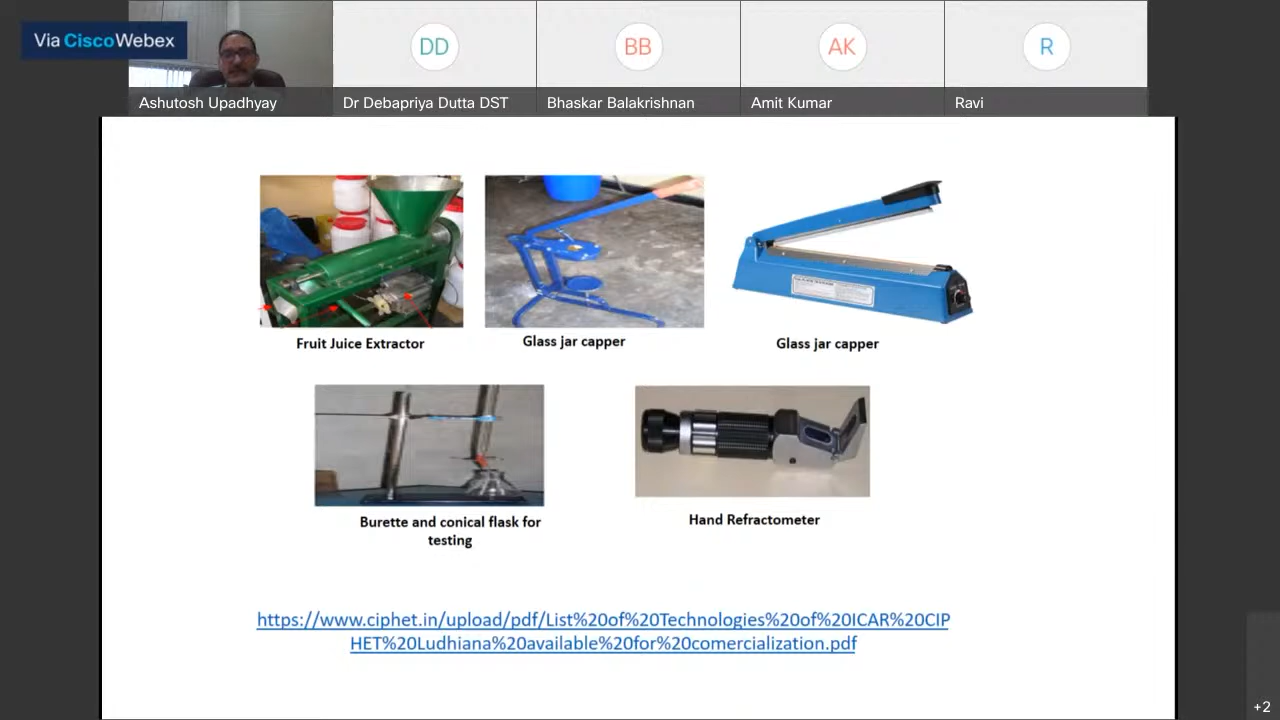 Via Cisco Webex
DD
BB
AK
R
Ashutosh Upadhyay
Dr Debapriya Dutta DST
Bhaskar Balakrishnan
Amit Kumar
Ravi
Fruit Juice Extractor
Glass jar capper
Glass jar capper
Burette and conical flask for
testing
Hand Refractometer
https://www.ciphet.in/upload/pdf/List%20of%20Technologies%20of%20ICAR%20CIP
HET%20Ludhiana%20available%20for%20comercialization.pdf
+2